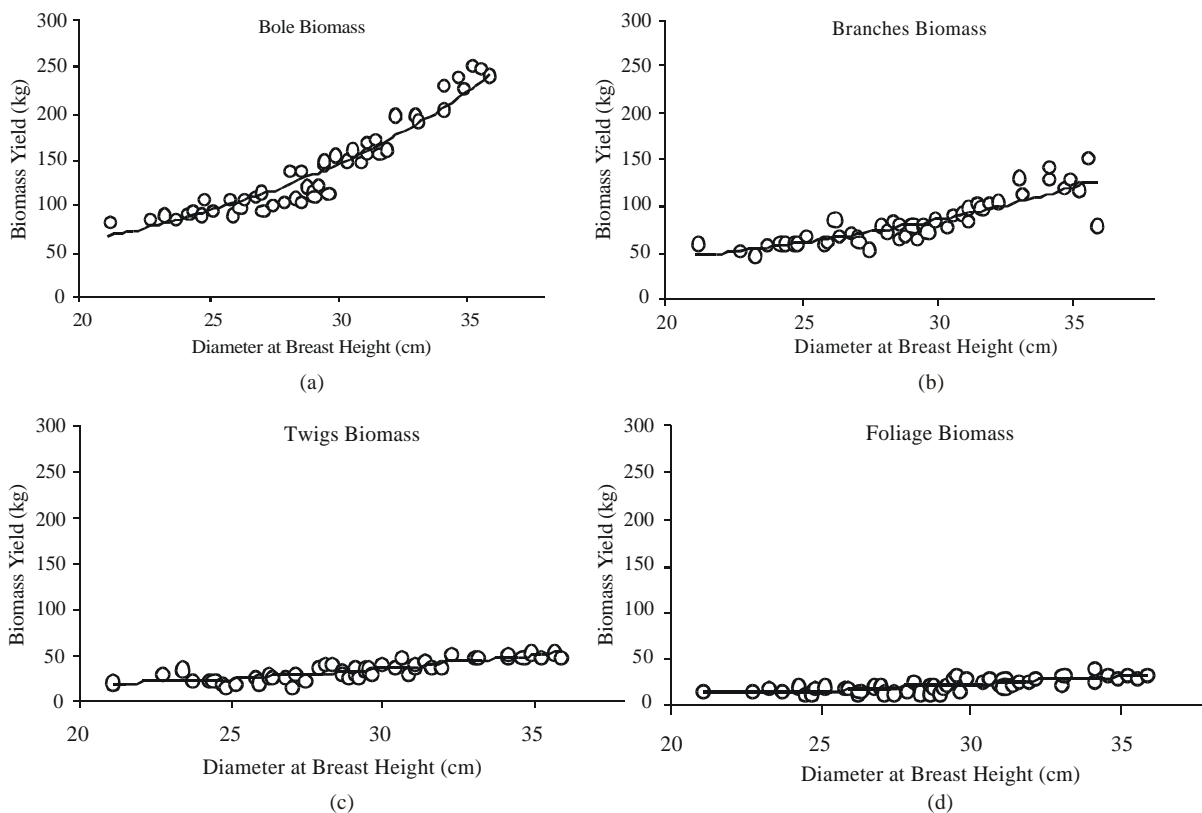 Bole Biomass
300
250
200
150
100
50
0
Biomass Yield (kg)
20 25 30 35
Diameter at Breast Height (cm)
(a)
Branches Biomass
300
250
200
150
100
50
0
Biomass Yield (kg)
20 25 30 35
Diameter at Breast Height (cm)
(b)
Twigs Biomass
300
250
200
150
100
50
0
Biomass Yield (kg)
20 25 30 35
Diameter at Breast Height (cm)
(c)
Foliage Biomass
300
250
200
150
100
50
0
Biomass Yield (kg)
20 25 30 35
Diameter at Breast Height (cm)
(d)